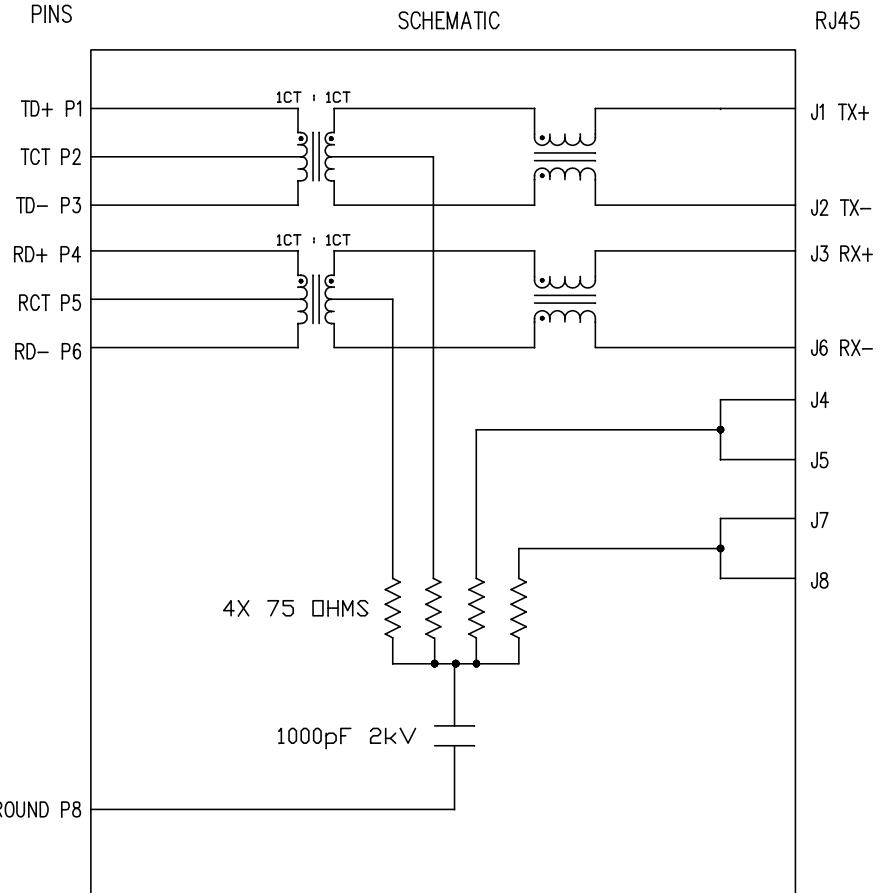 PINS
SCHEMATIC
RJ45
1CT : 1CT
TD+ P1
J1 TX+
TCT P2
TD- P3
J2 TX-
1CT : 1CT
RD+ P4
J3 RX+
RCT P5
RD- P6
J6 RX-
J4
J5
J7
J8
4X 75 OHMS
1000pF 2kV
ROUND P8